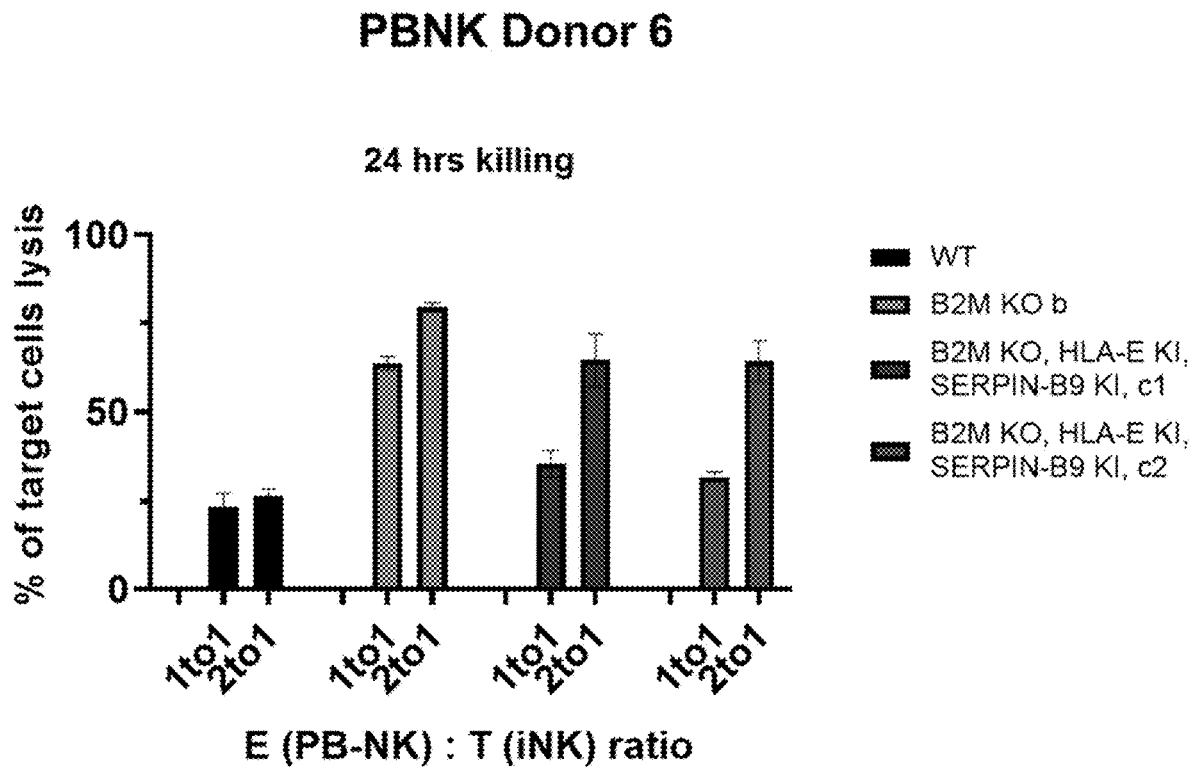 PBNK Donor 6
24 hrs killing
% of target cells lysis
100
50
0
1to1
2to1
1to1
2to1
1to1
2to1
1to1
2to1
E (PB-NK) : T (iNK) ratio
WT
B2M KO b
B2M KO, HLA-E KI,
SERPIN-B9 KI, c1
B2M KO, HLA-E KI,
SERPIN-B9 KI, c2